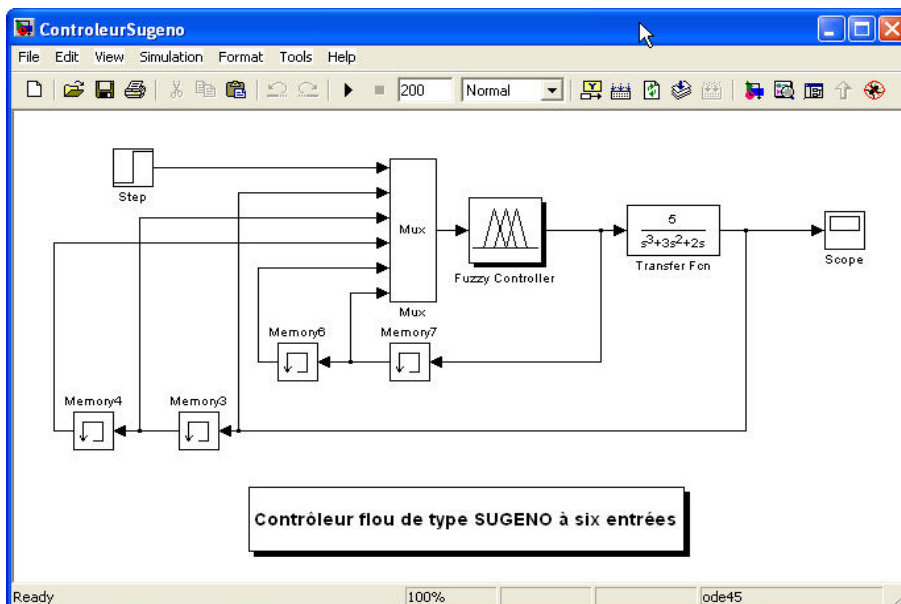 ControleurSugeno
File Edit View Simulation Format Tools Help
200 Normal
Step
Mux
Mux
Fuzzy Controller
5
s³+3s²+2s
Transfer Fcn
Scope
Memory6 Memory7
Memory4 Memory3
Contrôleur flou de type SUGENO à six entrées
Ready 100% ode45